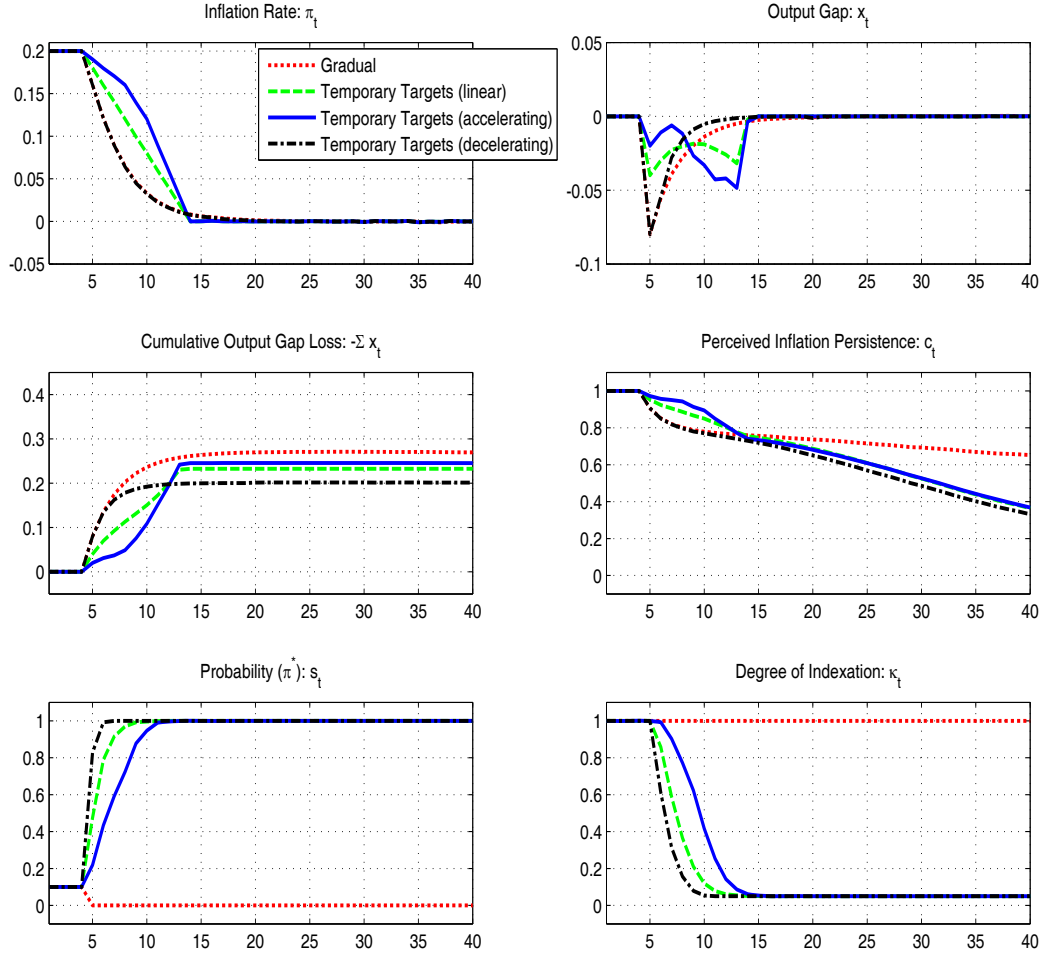 Inflation Rate: π_t
0.2
0.15
0.1
0.05
0
-0.05
5 10 15 20 25 30 35 40
Gradual
Temporary Targets (linear)
Temporary Targets (accelerating)
Temporary Targets (decelerating)
Output Gap: x_t
0.05
0
-0.05
-0.1
5 10 15 20 25 30 35 40
Cumulative Output Gap Loss: -Σ x_t
0.4
0.3
0.2
0.1
0
5 10 15 20 25 30 35 40
Perceived Inflation Persistence: c_t
1
0.8
0.6
0.4
0.2
0
5 10 15 20 25 30 35 40
Probability (π*): s_t
1
0.8
0.6
0.4
0.2
0
5 10 15 20 25 30 35 40
Degree of Indexation: κ_t
1
0.8
0.6
0.4
0.2
0
5 10 15 20 25 30 35 40